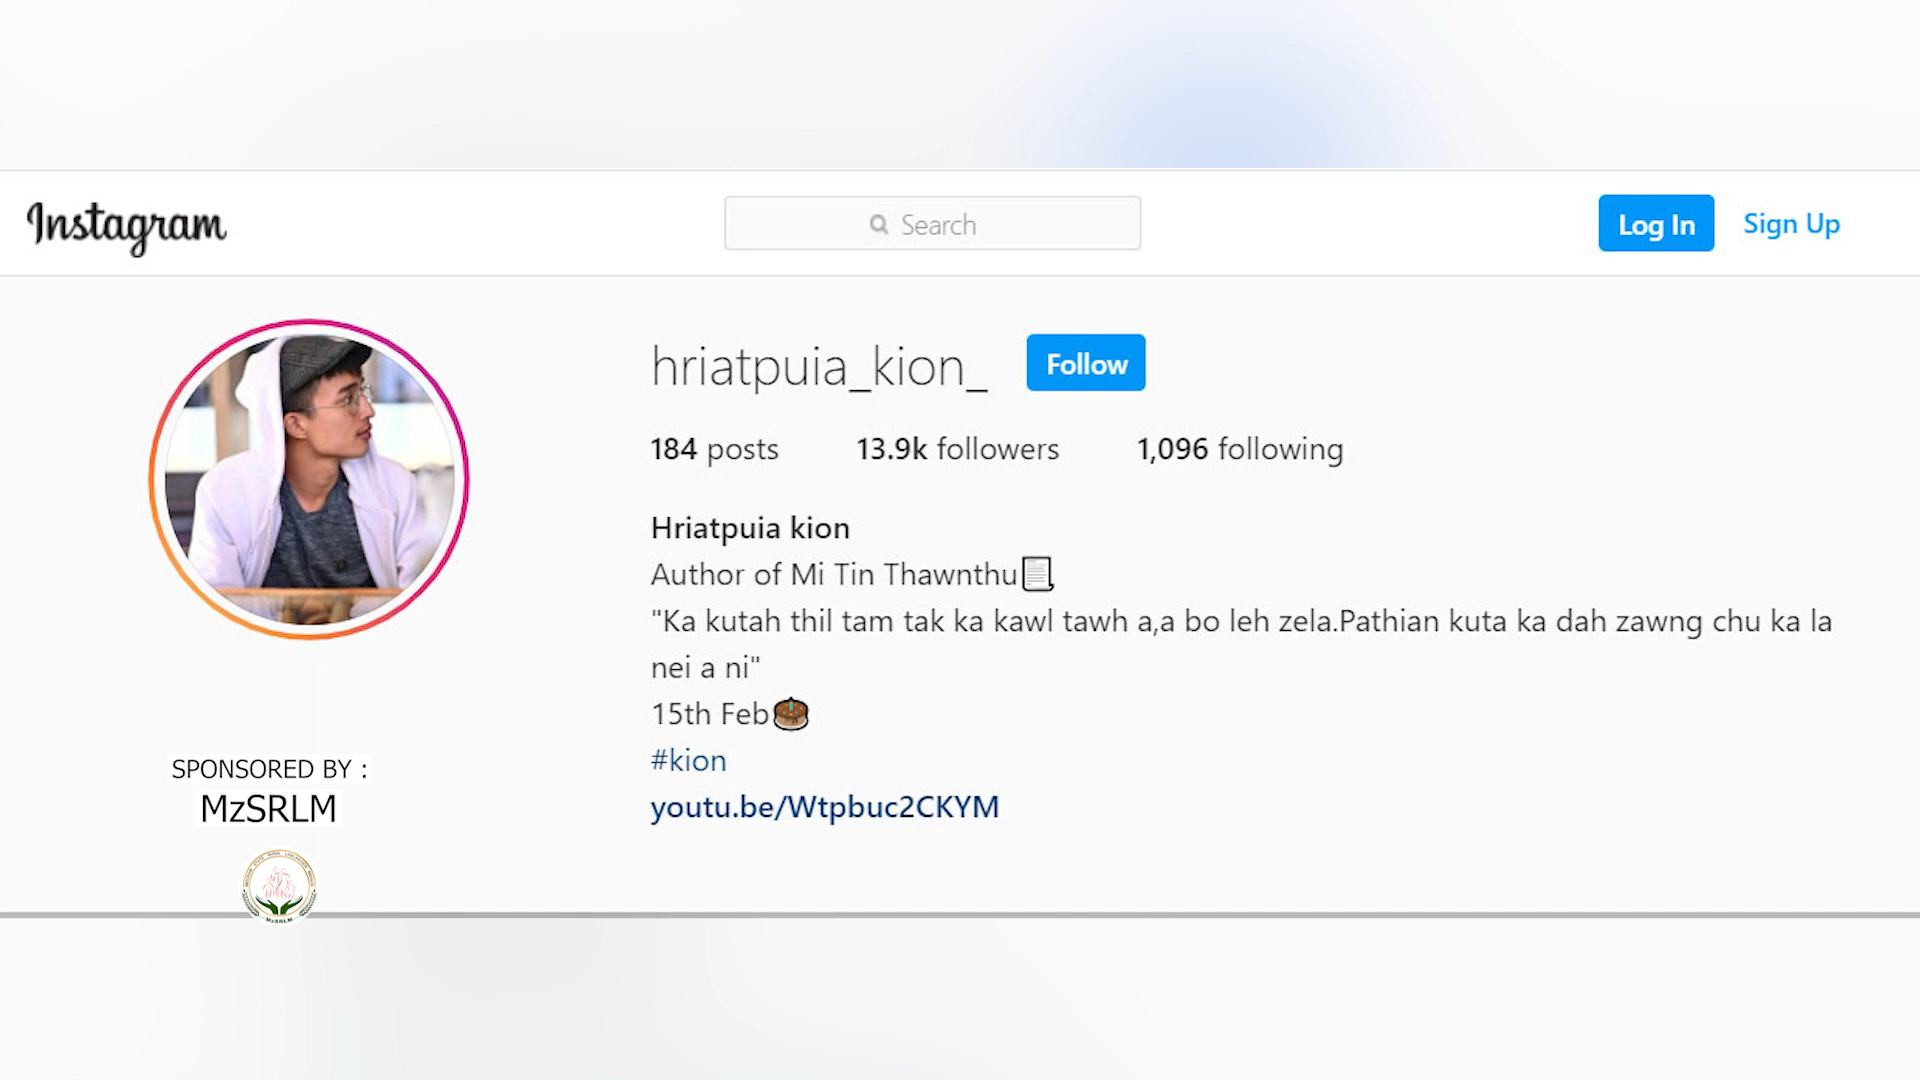 Instagram
Search
Log In
Sign Up
hriatpuia_kion_
Follow
184 posts
13.9k followers
1,096 following
Hriatpuia kion
Author of Mi Tin Thawnthu📃
"Ka kutah thil tam tak ka kawl tawh a,a bo leh zela.Pathian kuta ka dah zawng chu ka la
nei a ni"
15th Feb🎂
#kion
youtu.be/Wtpbuc2CKYM
SPONSORED BY :
MzSRLM
MzSRLM